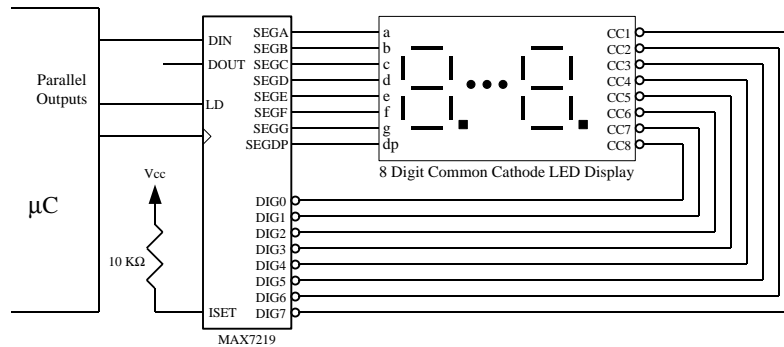 μC
Parallel
Outputs
Vcc
10 KΩ
DIN
DOUT
LD
ISET
SEGA
SEGB
SEGC
SEGD
SEGE
SEGF
SEGG
SEGDP
DIG0
DIG1
DIG2
DIG3
DIG4
DIG5
DIG6
DIG7
MAX7219
a
b
c
d
e
f
g
dp
CC1
CC2
CC3
CC4
CC5
CC6
CC7
CC8
8 Digit Common Cathode LED Display